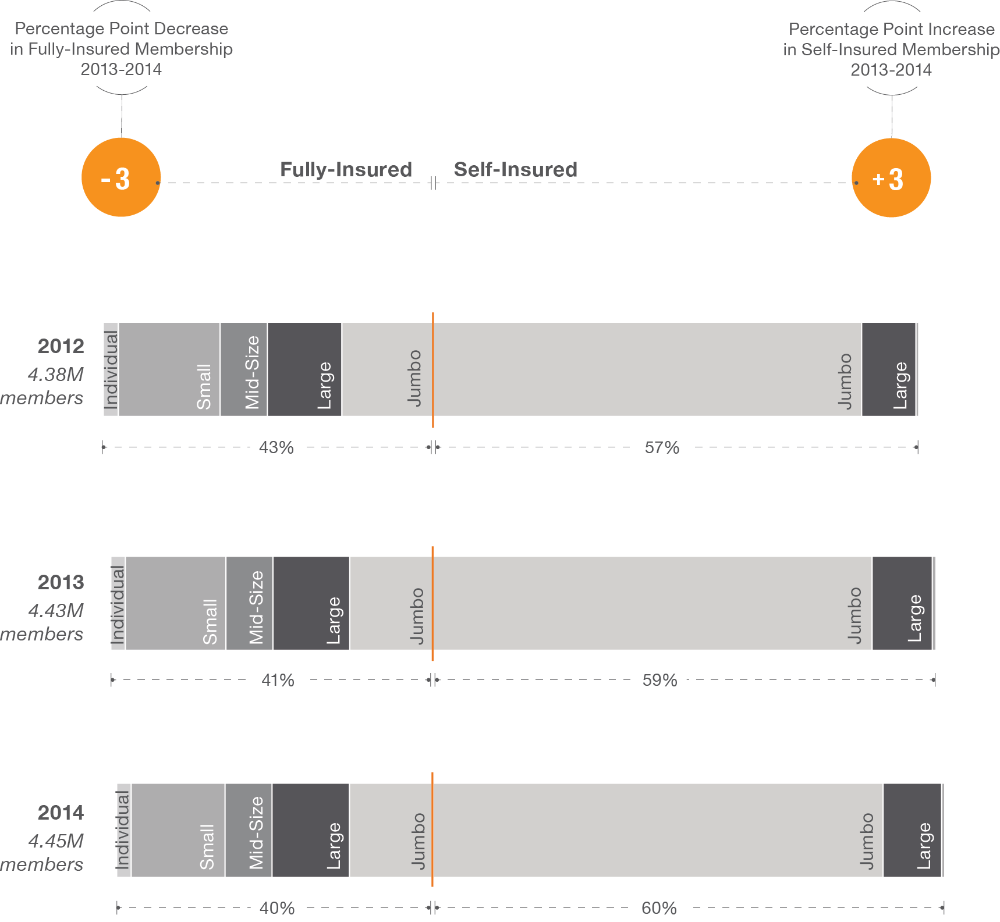 Percentage Point Decrease
in Fully-Insured Membership
2013-2014
Percentage Point Increase
in Self-Insured Membership
2013-2014
-3
Fully-Insured
Self-Insured
+3
2012
4.38M
members
Individual
Small
Mid-Size
Large
Jumbo
Jumbo
Large
43%
57%
2013
4.43M
members
Individual
Small
Mid-Size
Large
Jumbo
Jumbo
Large
41%
59%
2014
4.45M
members
Individual
Small
Mid-Size
Large
Jumbo
Jumbo
Large
40%
60%